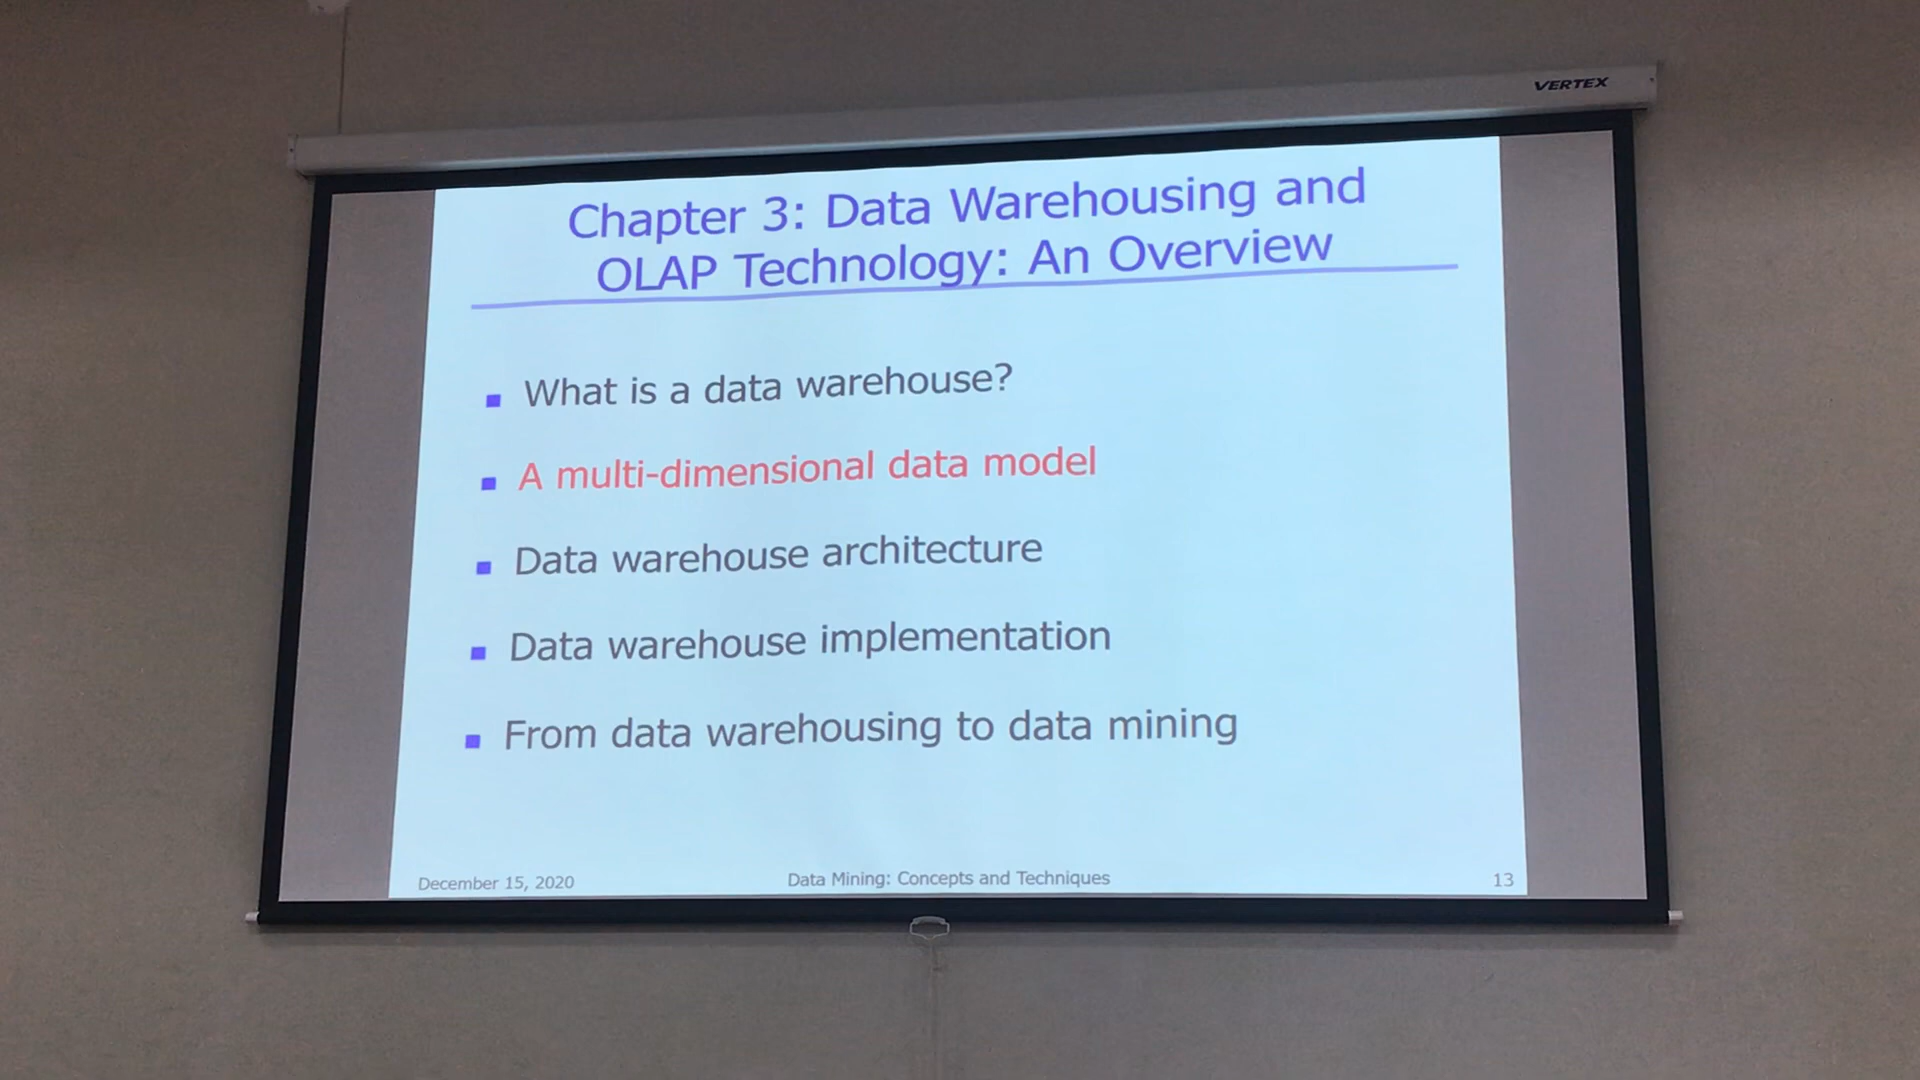 VERTEX
Chapter 3: Data Warehousing and
OLAP Technology: An Overview
What is a data warehouse?
A multi-dimensional data model
Data warehouse architecture
Data warehouse implementation
From data warehousing to data mining
December 15, 2020
Data Mining: Concepts and Techniques
13